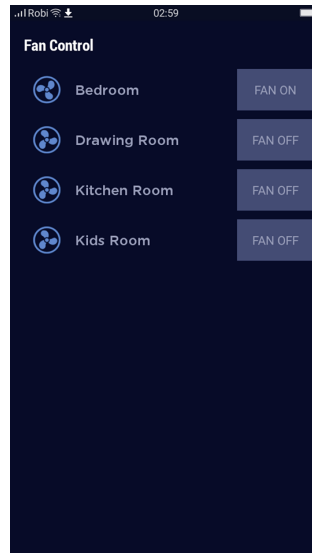 Robi 02:59
Fan Control
Bedroom FAN ON
Drawing Room FAN OFF
Kitchen Room FAN OFF
Kids Room FAN OFF